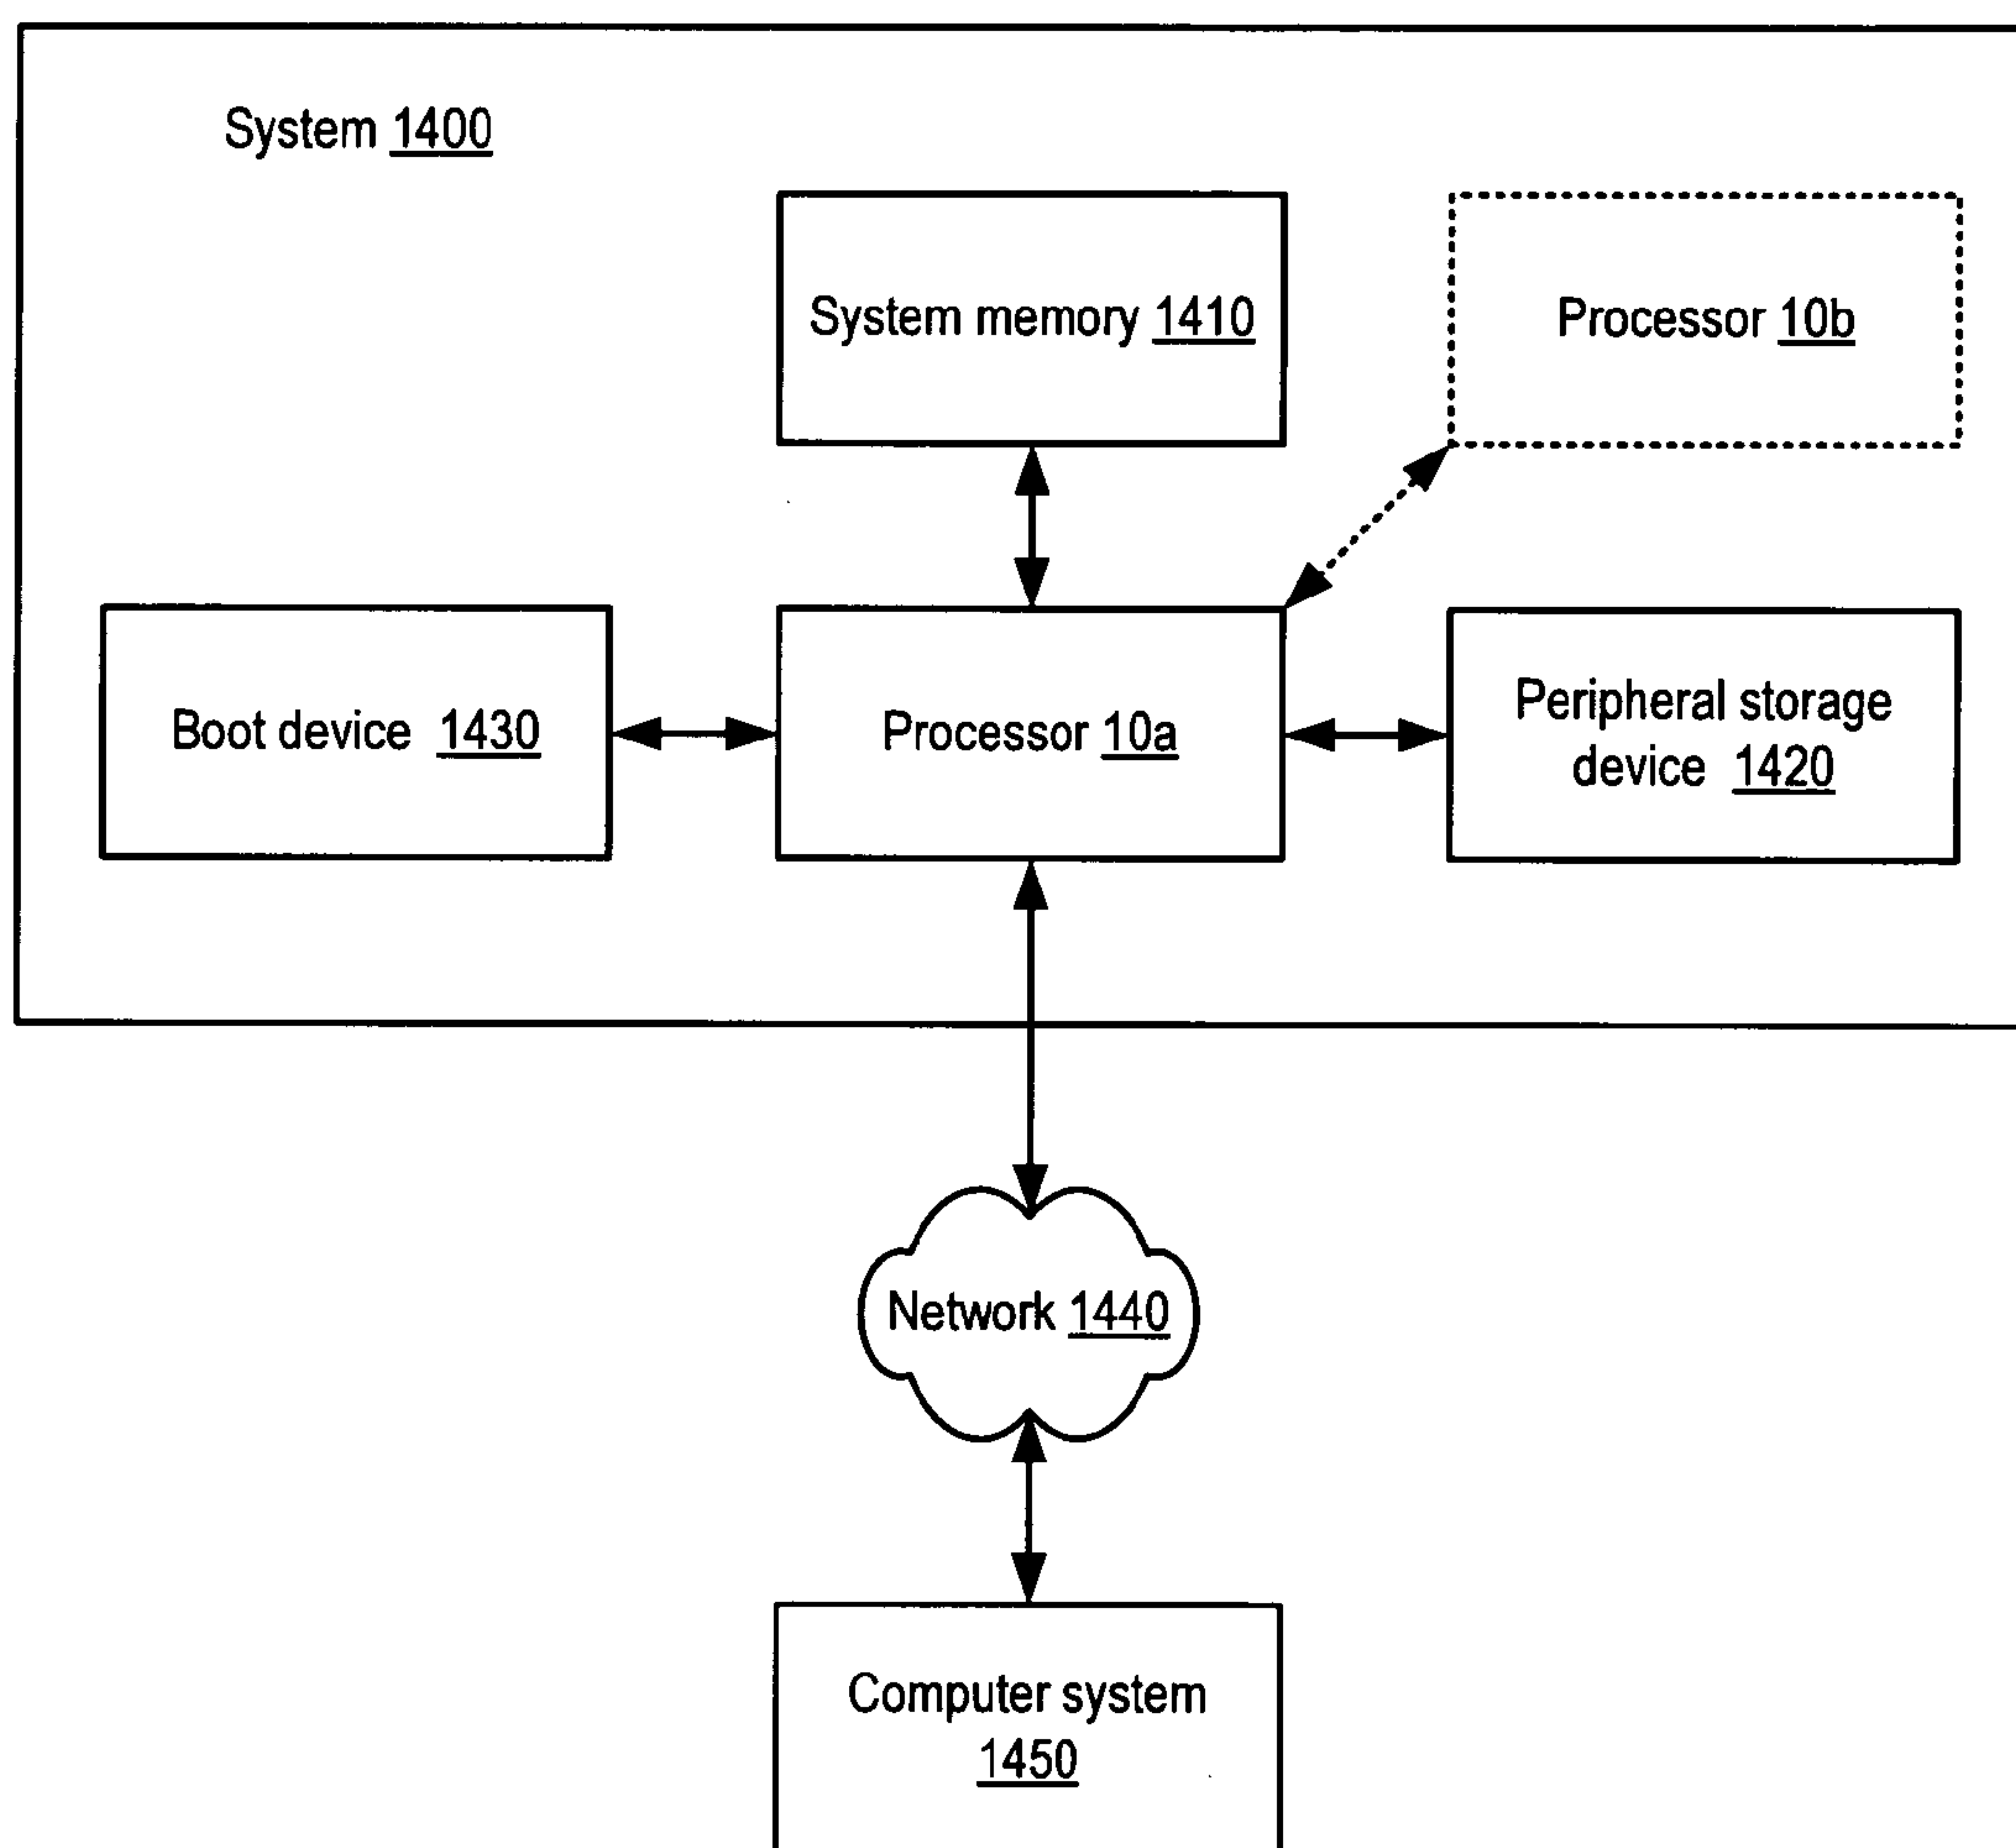 System 1400
System memory 1410
Processor 10b
Boot device 1430
Processor 10a
Peripheral storage
device 1420
Network 1440
Computer system
1450